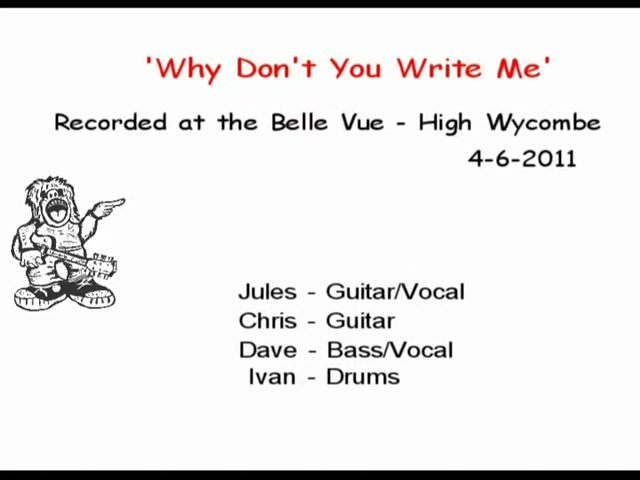 'Why Don't You Write Me'
Recorded at the Belle Vue - High Wycombe
4-6-2011
Jules - Guitar/Vocal
Chris - Guitar
Dave - Bass/Vocal
Ivan - Drums